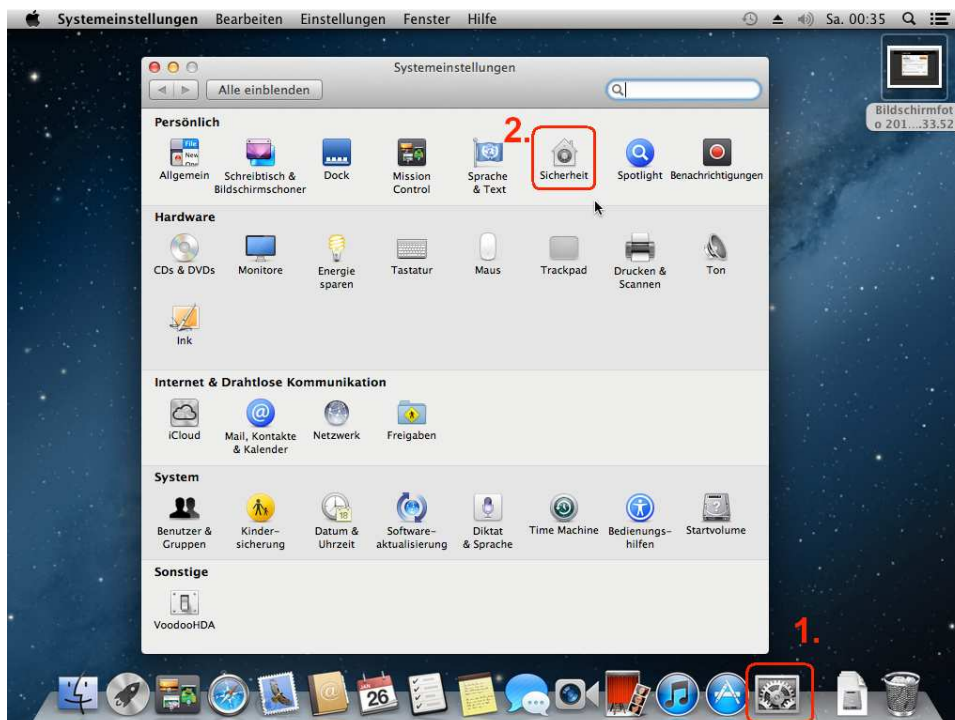 Systemeinstellungen Bearbeiten Einstellungen Fenster Hilfe Sa. 00:35
Systemeinstellungen
Alle einblenden
Bildschirmfot
o 201...33.52
Persönlich
2.
Allgemein
Schreibtisch &
Bildschirmschoner
Dock
Mission
Control
Sprache
& Text
Sicherheit
Spotlight
Benachrichtigungen
Hardware
CDs & DVDs
Monitore
Energie
sparen
Tastatur
Maus
Trackpad
Drucken &
Scannen
Ton
Ink
Internet & Drahtlose Kommunikation
iCloud
Mail, Kontakte
& Kalender
Netzwerk
Freigaben
System
Benutzer &
Gruppen
Kinder-
sicherung
Datum &
Uhrzeit
Software-
aktualisierung
Diktat
& Sprache
Time Machine
Bedienungs-
hilfen
Startvolume
Sonstige
VoodooHDA
1.
JAN
26